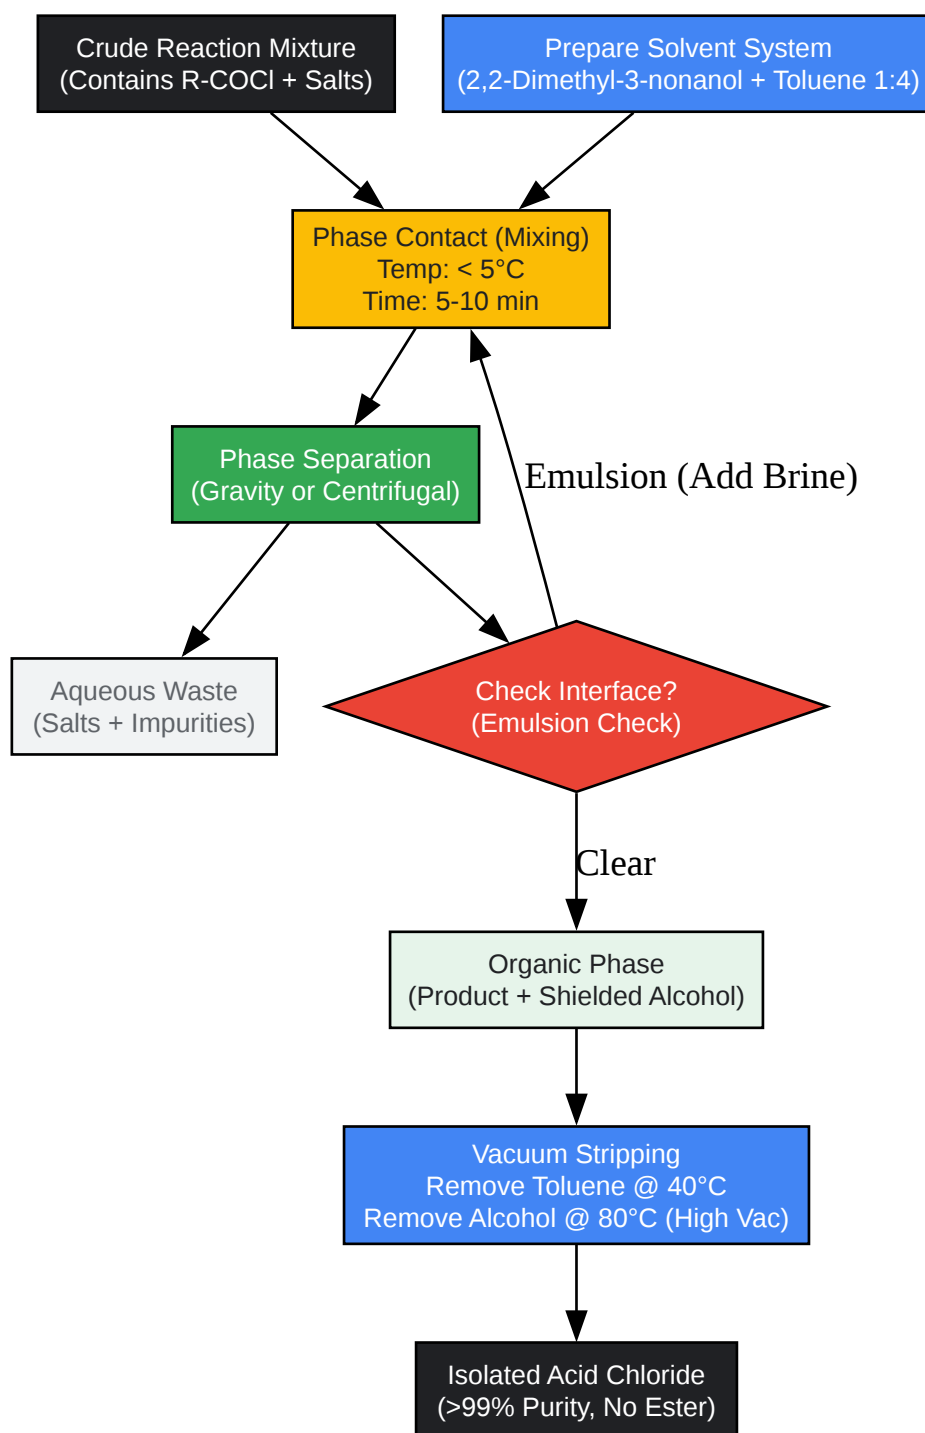 Crude Reaction Mixture
(Contains R-COCl + Salts)
Prepare Solvent System
(2,2-Dimethyl-3-nonanol + Toluene 1:4)
Phase Contact (Mixing)
Temp: < 5°C
Time: 5-10 min
Phase Separation
(Gravity or Centrifugal)
Emulsion (Add Brine)
Aqueous Waste
(Salts + Impurities)
Check Interface?
(Emulsion Check)
Clear
Organic Phase
(Product + Shielded Alcohol)
Vacuum Stripping
Remove Toluene @ 40°C
Remove Alcohol @ 80°C (High Vac)
Isolated Acid Chloride
(>99% Purity, No Ester)